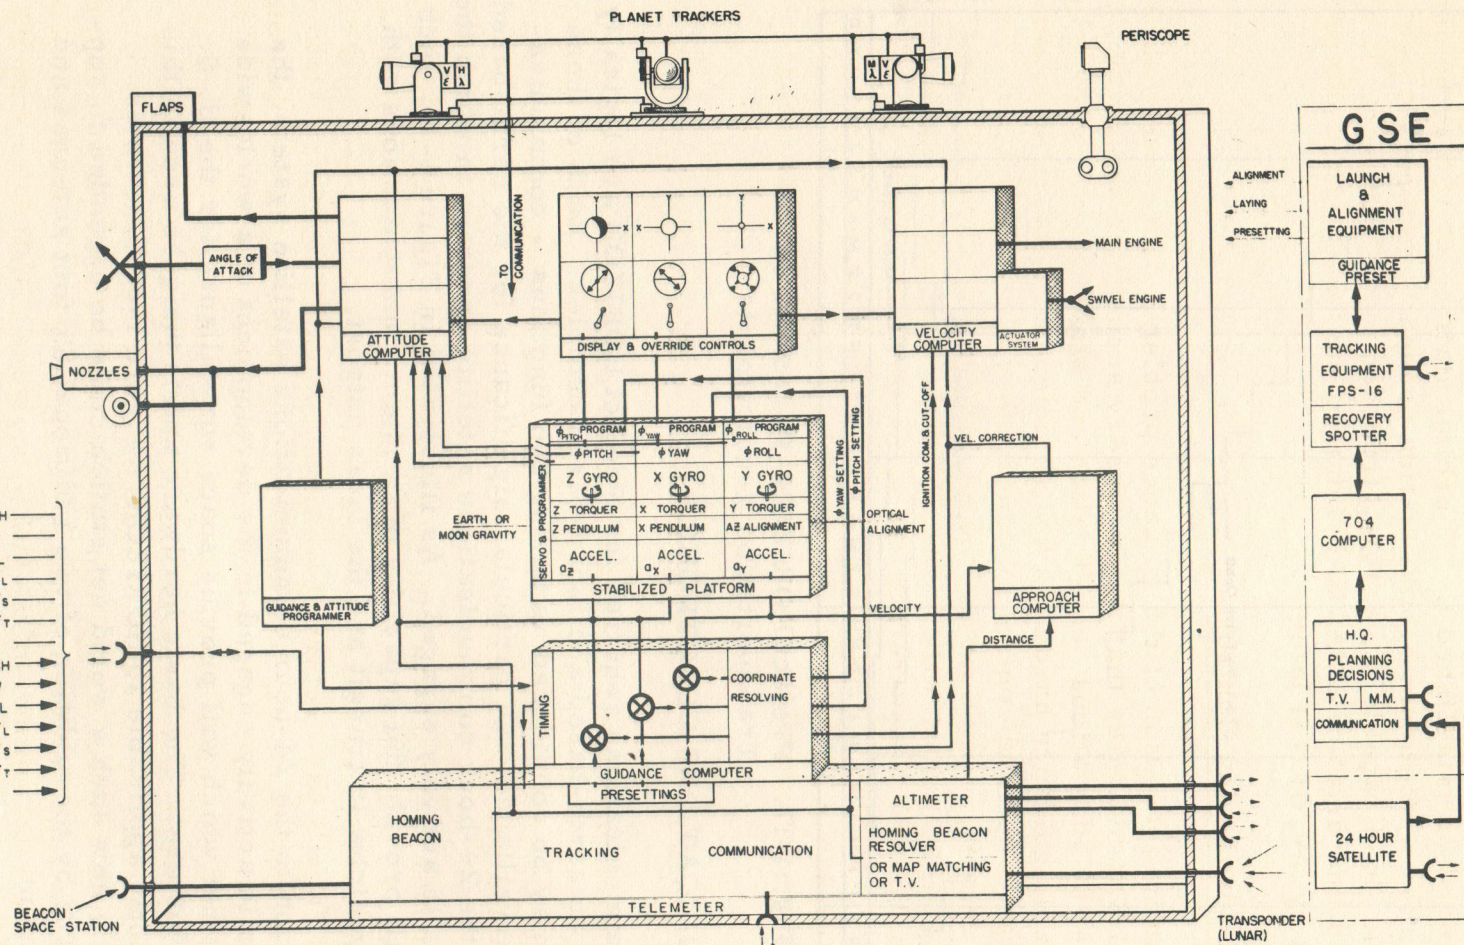 PLANET TRACKERS
PERISCOPE
V
ξ
H
λ
M
λ
V
ξ
FLAPS
GSE
LAUNCH
&
ALIGNMENT
EQUIPMENT
GUIDANCE
PRESET
ALIGNMENT
LAYING
PRESETTING
TO
COMMUNICATION
Y
X
Y
X
Y
X
ANGLE OF
ATTACK
MAIN ENGINE
SWIVEL ENGINE
ATTITUDE
COMPUTER
DISPLAY & OVERRIDE CONTROLS
VELOCITY
COMPUTER
ACTUATOR
SYSTEM
NOZZLES
TRACKING
EQUIPMENT
FPS-16
RECOVERY
SPOTTER
φ PITCH PROGRAM
φ YAW PROGRAM
φ ROLL PROGRAM
φ PITCH
φ YAW
φ ROLL
SERVO & PROGRAMMER
Z GYRO
X GYRO
Y GYRO
Z TORQUER
X TORQUER
Y TORQUER
Z PENDULUM
X PENDULUM
AZ ALIGNMENT
ACCEL.
aZ
ACCEL.
aX
ACCEL.
aY
STABILIZED PLATFORM
EARTH OR
MOON GRAVITY
OPTICAL
ALIGNMENT
φ YAW SETTING
φ PITCH SETTING
IGNITION COM. & CUT-OFF
VEL. CORRECTION
704
COMPUTER
GUIDANCE & ATTITUDE
PROGRAMMER
APPROACH
COMPUTER
VELOCITY
DISTANCE
H
L
L
S
T
H
L
L
S
T
TIMING
COORDINATE
RESOLVING
GUIDANCE COMPUTER
PRESETTINGS
H.Q.
PLANNING
DECISIONS
T.V.
M.M.
COMMUNICATION
HOMING
BEACON
TRACKING
COMMUNICATION
ALTIMETER
HOMING BEACON
RESOLVER
OR MAP MATCHING
OR T.V.
TELEMETER
24 HOUR
SATELLITE
BEACON
SPACE STATION
TRANSPONDER
(LUNAR)